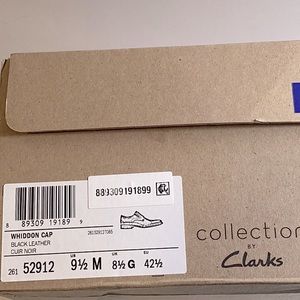 889309191899
8 89309 19189 9
WHIDDON CAP
BLACK LEATHER
CUIR NOIR
261 52912
9½ M
8½ G
42½
collection
BY
Clarks